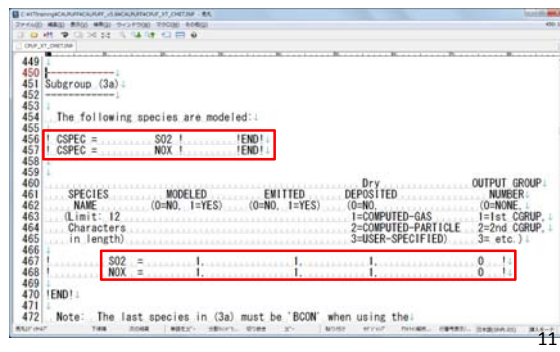 449
450 -------------
451 Subgroup (3a)
452 -------------
453
454 The following species are modeled:
455
456 ! CSPEC = SO2 ! !END!
457 ! CSPEC = NOX ! !END!
458
459
460 Dry OUTPUT GROUP
461 SPECIES MODELED EMITTED DEPOSITED NUMBER
462 NAME (0=NO, 1=YES) (0=NO, 1=YES) (0=NO, (0=NONE,
463 (Limit: 12 1=COMPUTED-GAS 1=1st CGRUP,
464 Characters 2=COMPUTED-PARTICLE 2=2nd CGRUP,
465 in length) 3=USER-SPECIFIED) 3= etc.)
466
467 ! SO2 = 1, 1, 1, 0 !
468 ! NOX = 1, 1, 1, 0 !
469
470 !END!
471
472 Note: The last species in (3a) must be 'BCON' when using the
11